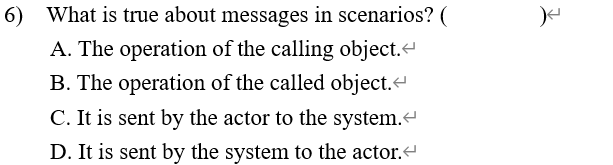 6) What is true about messages in scenarios? ( )↵
A. The operation of the calling object.↵
B. The operation of the called object.↵
C. It is sent by the actor to the system.↵
D. It is sent by the system to the actor.↵